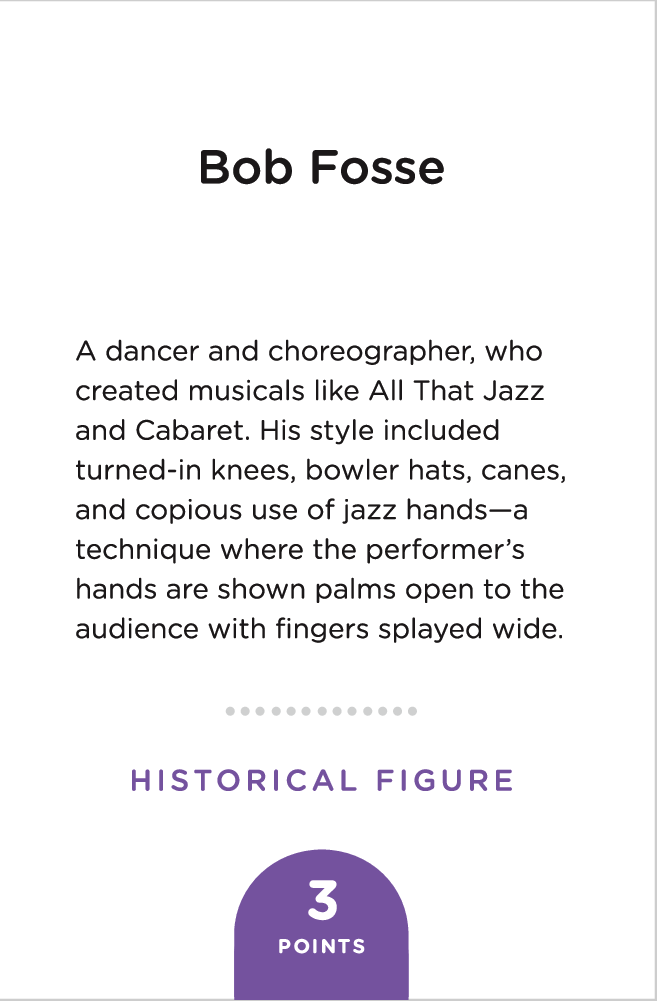 Bob Fosse
A dancer and choreographer, who
created musicals like All That Jazz
and Cabaret. His style included
turned-in knees, bowler hats, canes,
and copious use of jazz hands—a
technique where the performer’s
hands are shown palms open to the
audience with fingers splayed wide.
HISTORICAL FIGURE
3
POINTS